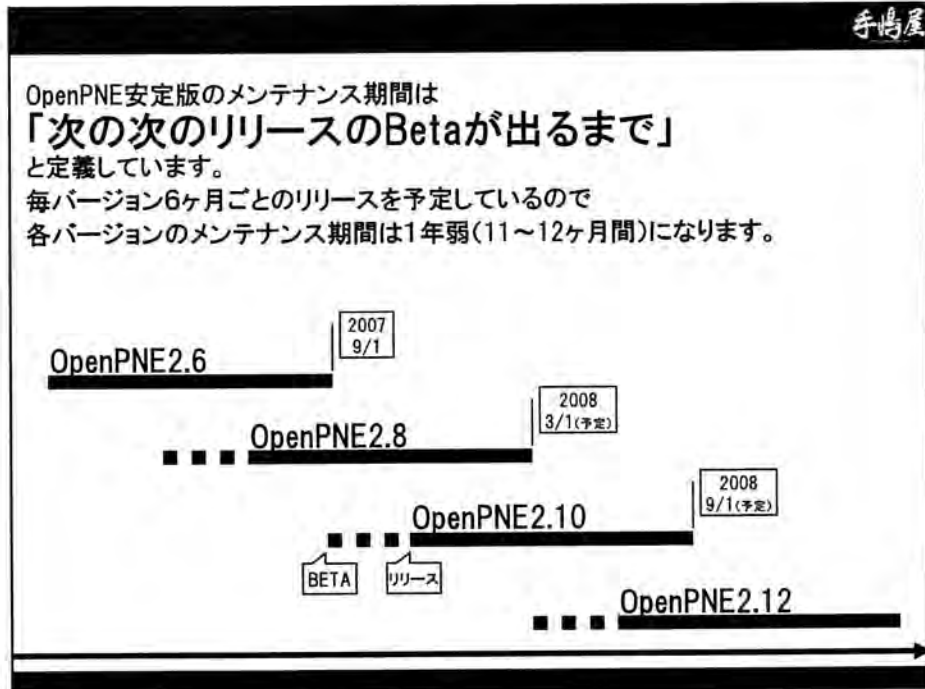 手嶋屋
OpenPNE安定版のメンテナンス期間は
「次の次のリリースのBetaが出るまで」
と定義しています。
毎バージョン6ヶ月ごとのリリースを予定しているので
各バージョンのメンテナンス期間は1年弱(11～12ヶ月間)になります。
2007
9/1
OpenPNE2.6
2008
3/1(予定)
OpenPNE2.8
2008
9/1(予定)
OpenPNE2.10
BETA
リリース
OpenPNE2.12